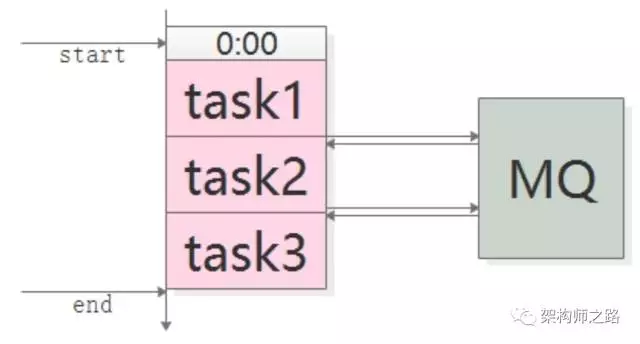 0:00
start
task1
task2
MQ
task3
end
架构师之路